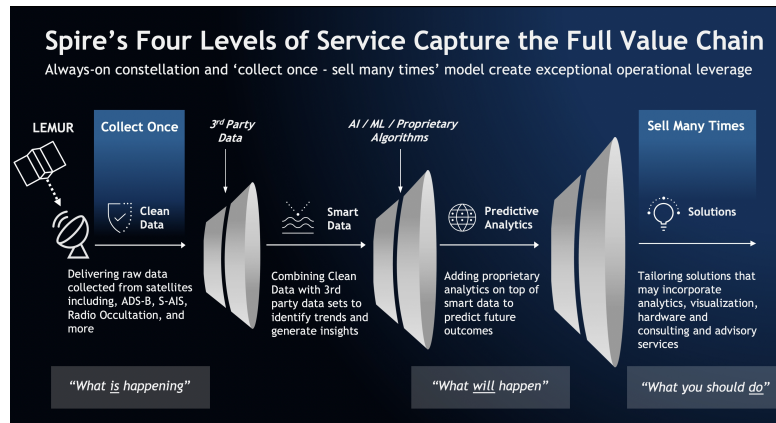 Spire's Four Levels of Service Capture the Full Value Chain
Always-on constellation and 'collect once - sell many times' model create exceptional operational leverage
LEMUR
Collect Once
3rd Party
Data
AI / ML / Proprietary
Algorithms
Sell Many Times
Clean
Data
Smart
Data
Predictive
Analytics
Solutions
Delivering raw data
collected from satellites
including, ADS-B, S-AIS,
Radio Occultation, and
more
Combining Clean
Data with 3rd
party data sets to
identify trends and
generate insights
Adding proprietary
analytics on top of
smart data to
predict future
outcomes
Tailoring solutions that
may incorporate
analytics, visualization,
hardware and
consulting and advisory
services
"What is happening"
"What will happen"
"What you should do"